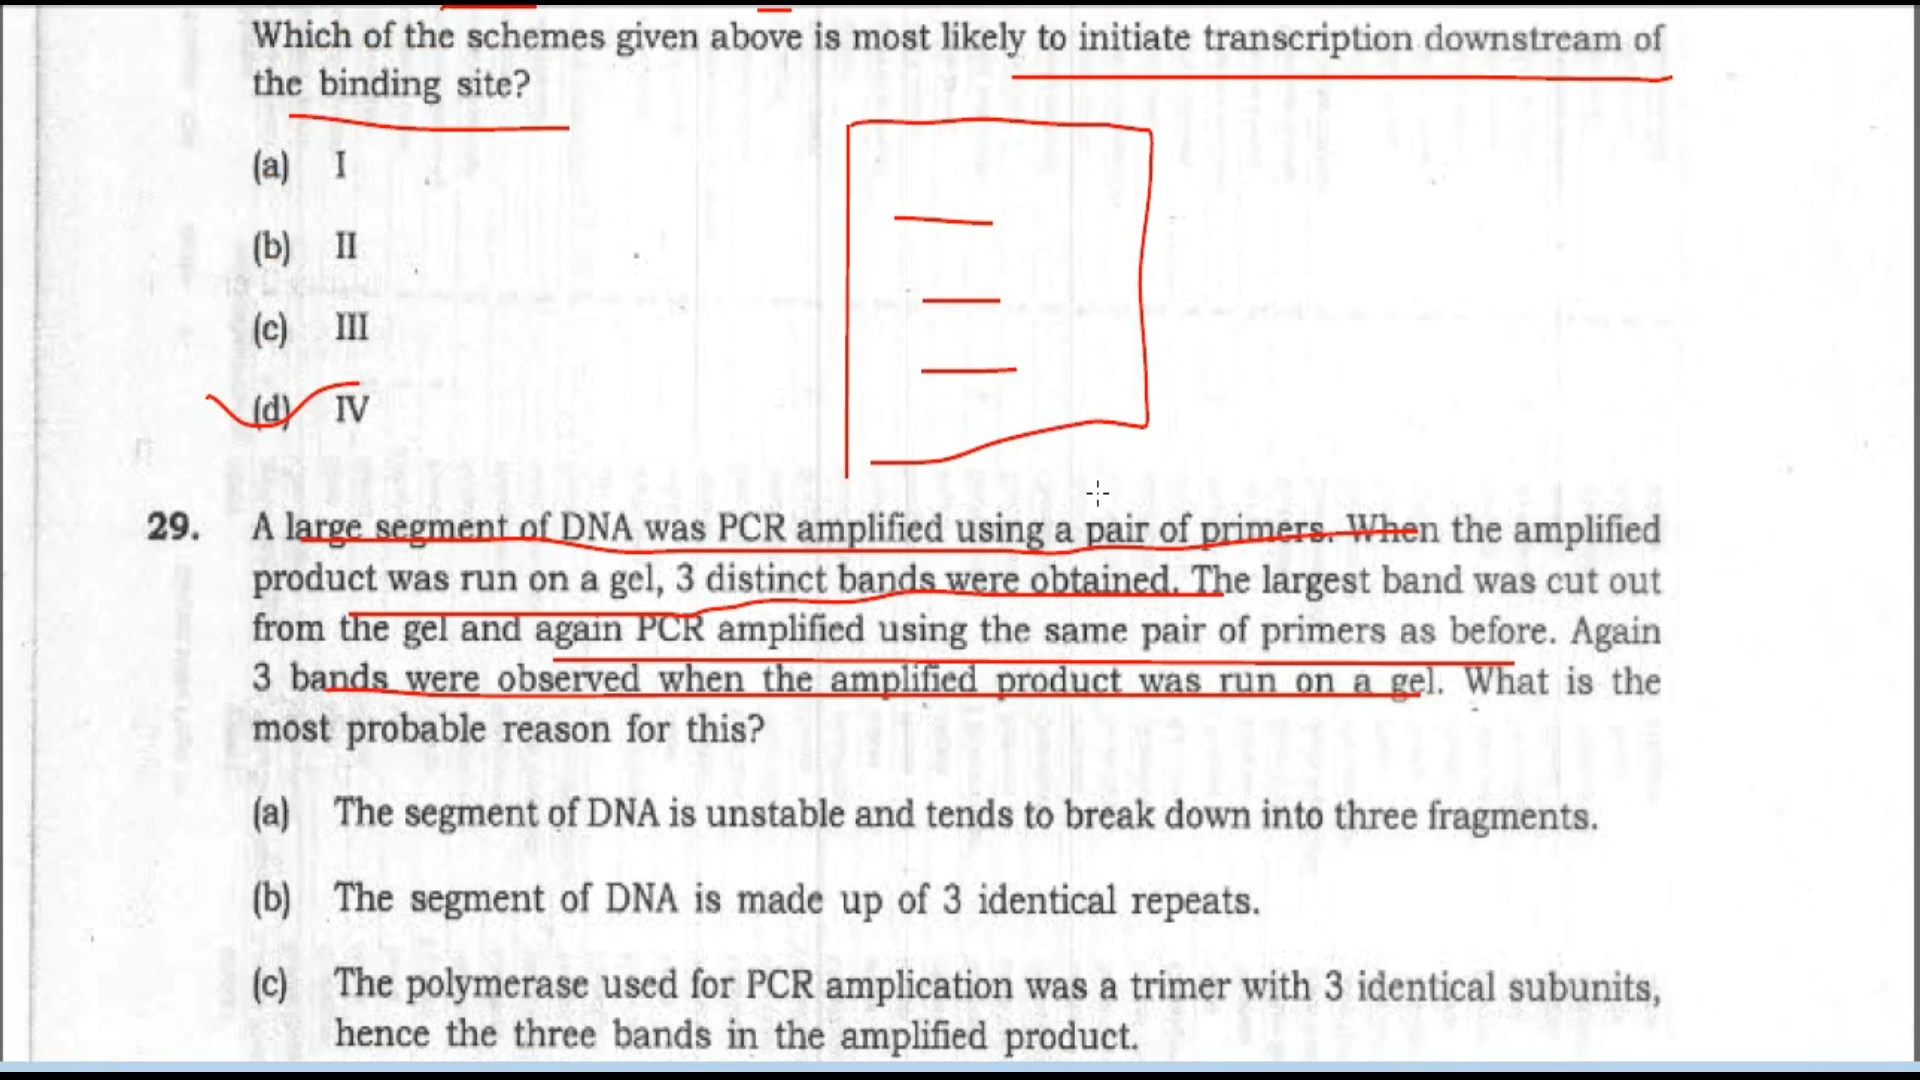 Which of the schemes given above is most likely to initiate transcription downstream of
the binding site?
(a) I
(b) II
(c) III
(d) IV
29. A large segment of DNA was PCR amplified using a pair of primers. When the amplified
product was run on a gel, 3 distinct bands were obtained. The largest band was cut out
from the gel and again PCR amplified using the same pair of primers as before. Again
3 bands were observed when the amplified product was run on a gel. What is the
most probable reason for this?
(a) The segment of DNA is unstable and tends to break down into three fragments.
(b) The segment of DNA is made up of 3 identical repeats.
(c) The polymerase used for PCR amplication was a trimer with 3 identical subunits,
hence the three bands in the amplified product.